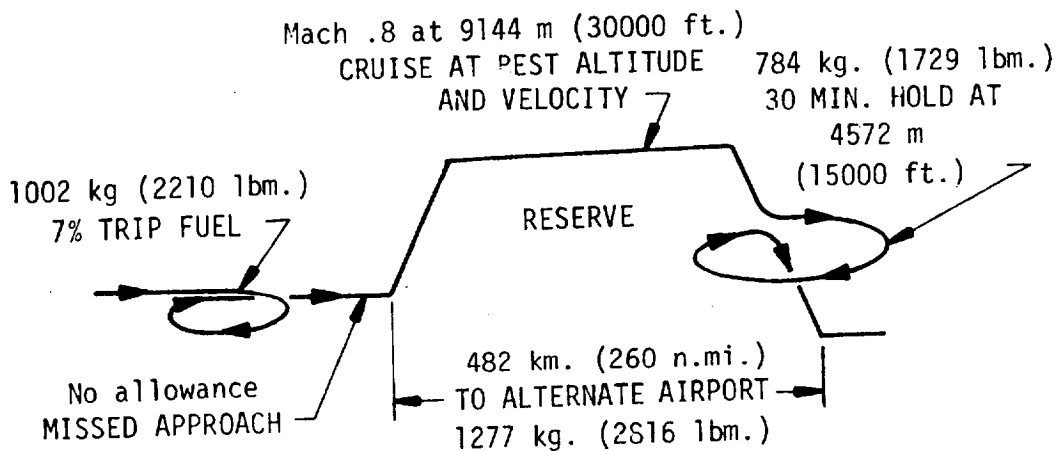 Mach .8 at 9144 m (30000 ft.)
CRUISE AT BEST ALTITUDE
AND VELOCITY
784 kg. (1729 lbm.)
30 MIN. HOLD AT
4572 m
(15000 ft.)
1002 kg (2210 lbm.)
7% TRIP FUEL
RESERVE
No allowance
MISSED APPROACH
482 km. (260 n.mi.)
TO ALTERNATE AIRPORT
1277 kg. (2816 lbm.)